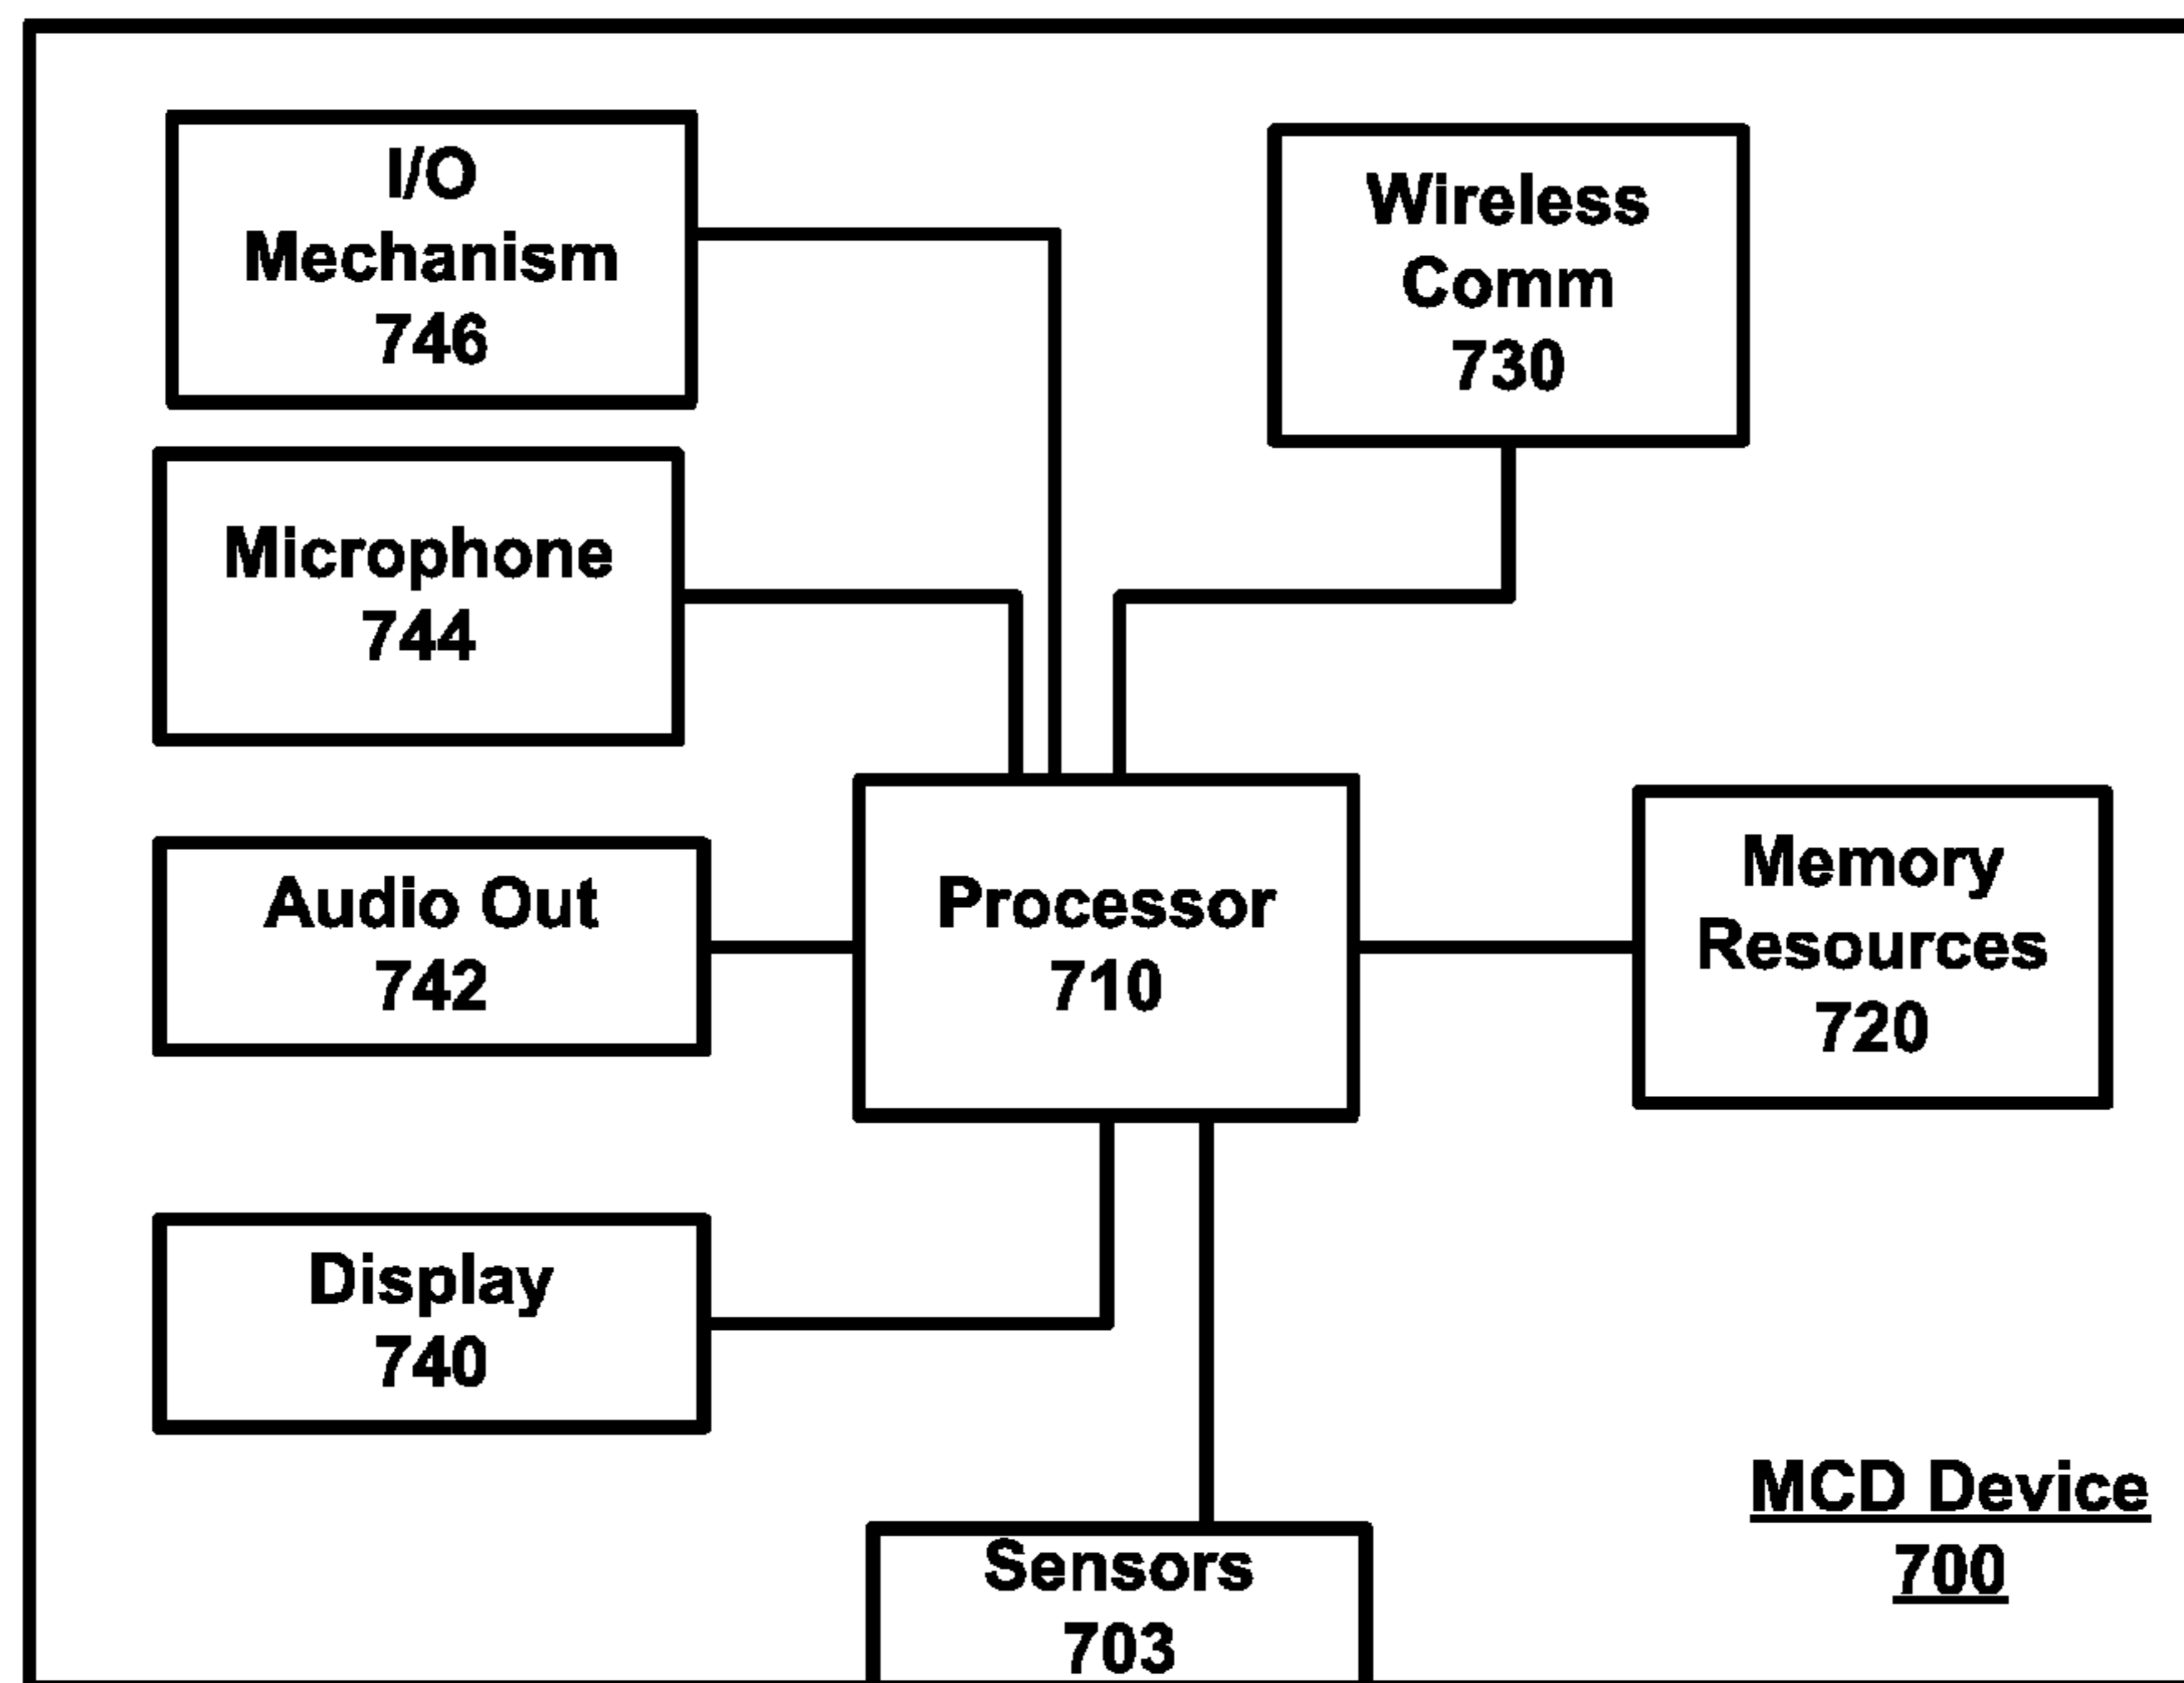 I/O
Mechanism
746
Wireless
Comm
730
Microphone
744
Audio Out
742
Processor
710
Memory
Resources
720
Display
740
MCD Device
700
Sensors
703